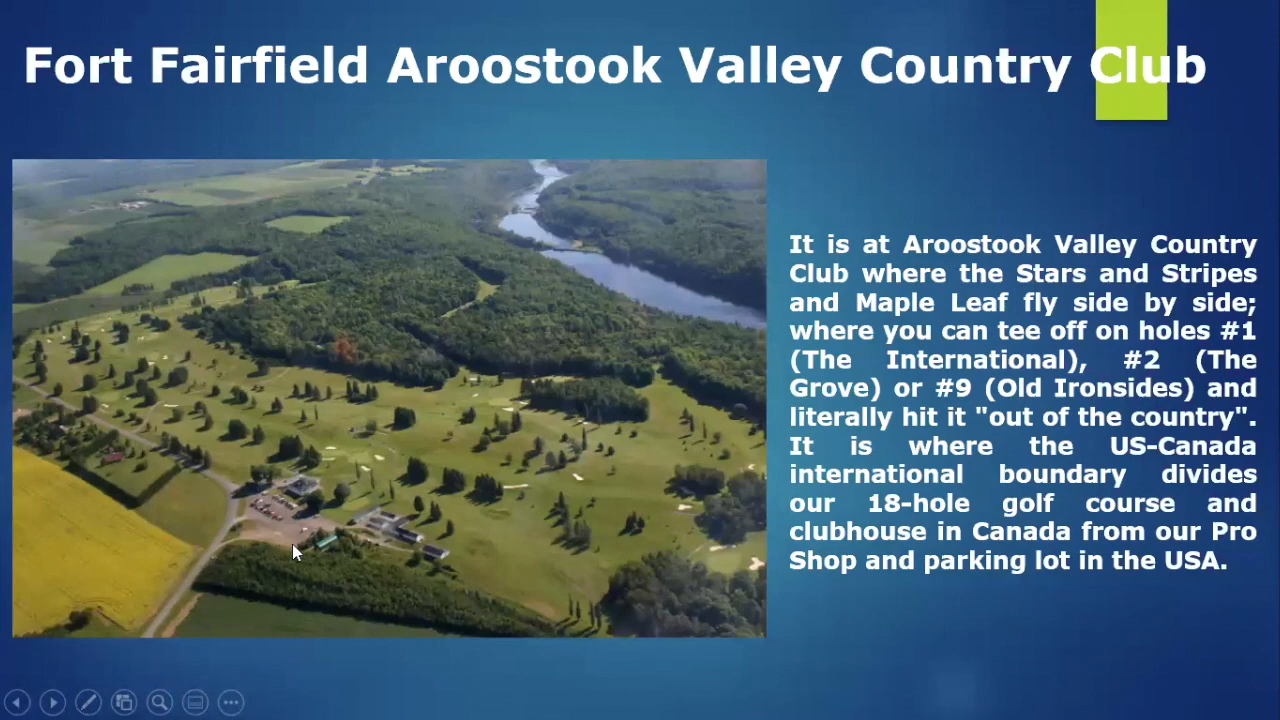 Fort Fairfield Aroostook Valley Country Club
It is at Aroostook Valley Country
Club where the Stars and Stripes
and Maple Leaf fly side by side;
where you can tee off on holes #1
(The International), #2 (The
Grove) or #9 (Old Ironsides) and
literally hit it "out of the country".
It is where the US-Canada
international boundary divides
our 18-hole golf course and
clubhouse in Canada from our Pro
Shop and parking lot in the USA.